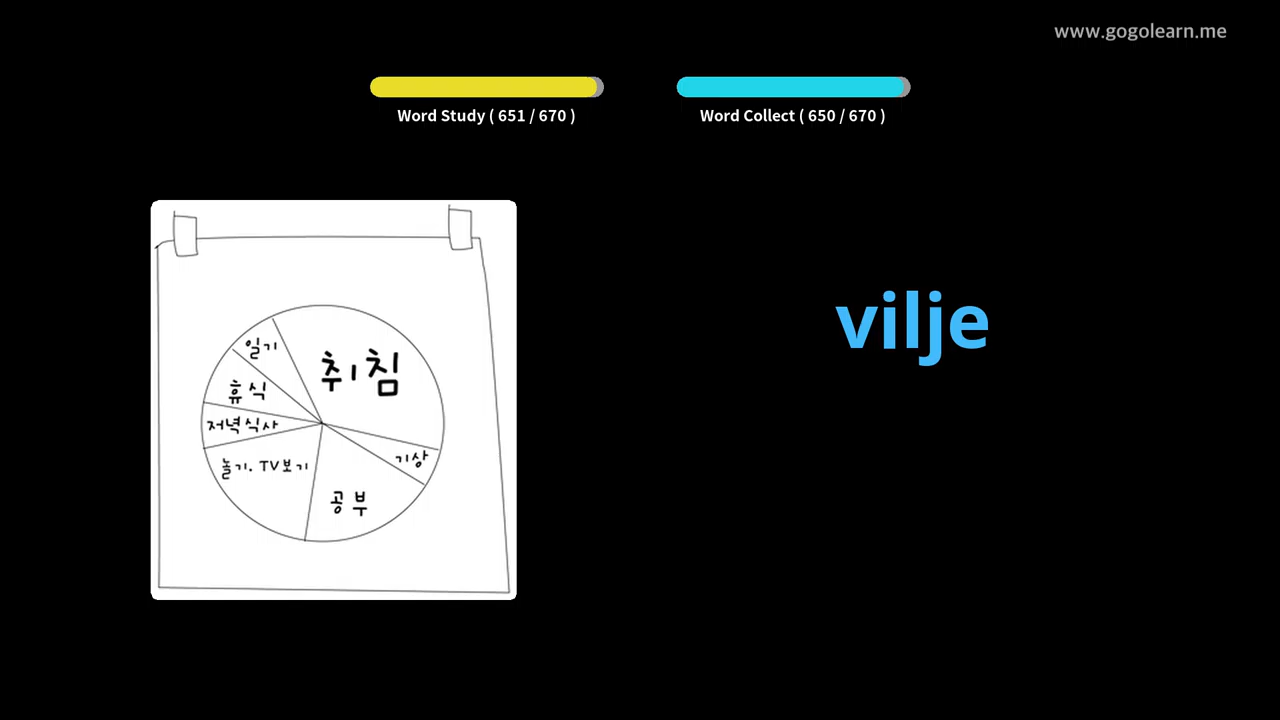 www.gogolearn.me
Word Study ( 651 / 670 )
Word Collect ( 650 / 670 )
vilje
일기
취침
휴식
저녁식사
놀기. TV보기
기상
공부